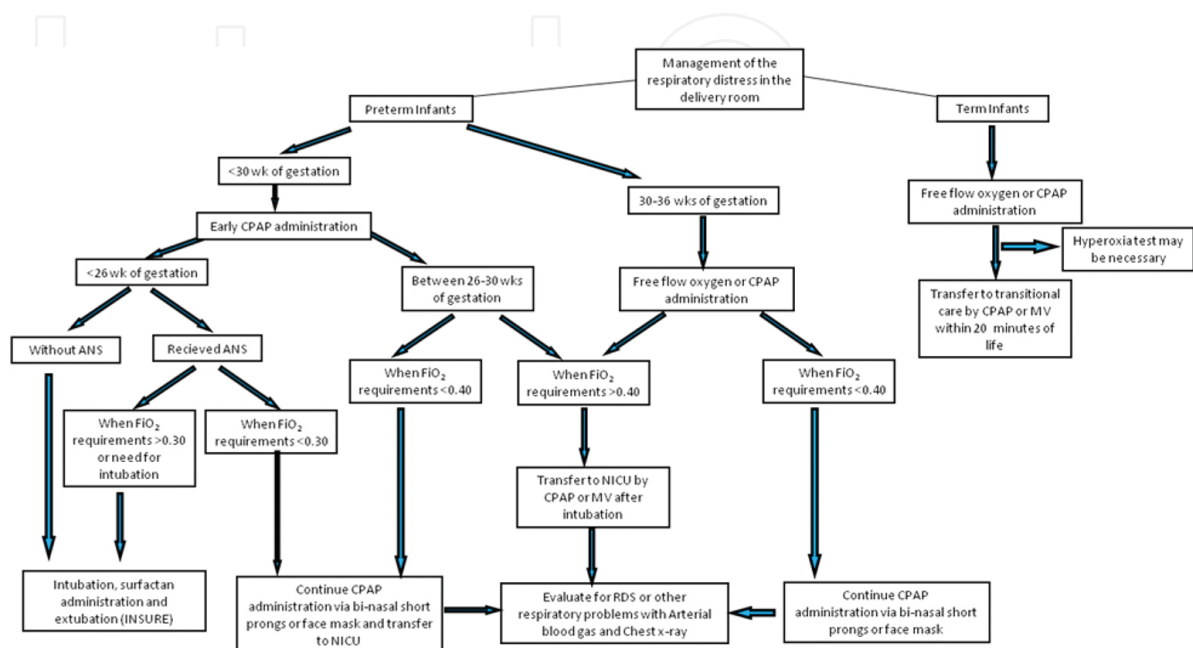 Management of the
respiratory distress in the
delivery room
Preterm Infants
Term Infants
<30 wk of gestation
30-36 wks of gestation
Free flow oxygen or CPAP
administration
Early CPAP administration
Hyperoxia test may
be necessary
<26 wk of gestation
Between 26-30 wks
of gestation
Free flow oxygen or CPAP
administration
Transfer to transitional
care by CPAP or MV
within 20 minutes of
life
Without ANS
Recieved ANS
When FiO₂
requirements <0.40
When FiO₂
requirements >0.40
When FiO₂
requirements <0.40
When FiO₂
requirements >0.30
or need for
intubation
When FiO₂
requirements <0.30
Transfer to NICU by
CPAP or MV after
intubation
Intubation, surfactan
administration and
extubation (INSURE)
Continue CPAP
administration via bi-nasal short
prongs or face mask and transfer
to NICU
Evaluate for RDS or other
respiratory problems with Arterial
blood gas and Chest x-ray
Continue CPAP
administration via bi-nasal short
prongs or face mask